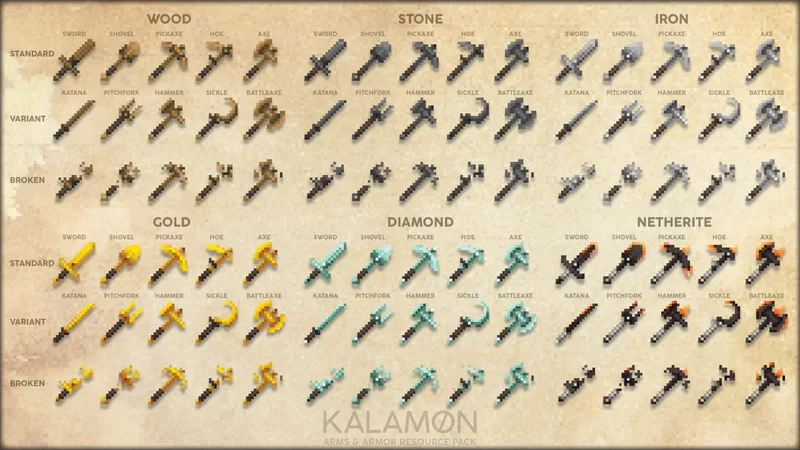 WOOD STONE IRON
SWORD SHOVEL PICKAXE HOE AXE SWORD SHOVEL PICKAXE HOE AXE SWORD SHOVEL PICKAXE HOE AXE
STANDARD
KATANA PITCHFORK HAMMER SICKLE BATTLEAXE KATANA PITCHFORK HAMMER SICKLE BATTLEAXE KATANA PITCHFORK HAMMER SICKLE BATTLEAXE
VARIANT
BROKEN
GOLD DIAMOND NETHERITE
SWORD SHOVEL PICKAXE HOE AXE SWORD SHOVEL PICKAXE HOE AXE SWORD SHOVEL PICKAXE HOE AXE
STANDARD
KATANA PITCHFORK HAMMER SICKLE BATTLEAXE KATANA PITCHFORK HAMMER SICKLE BATTLEAXE KATANA PITCHFORK HAMMER SICKLE BATTLEAXE
VARIANT
BROKEN
KALAMØN
ARMS & ARMOR RESOURCE PACK